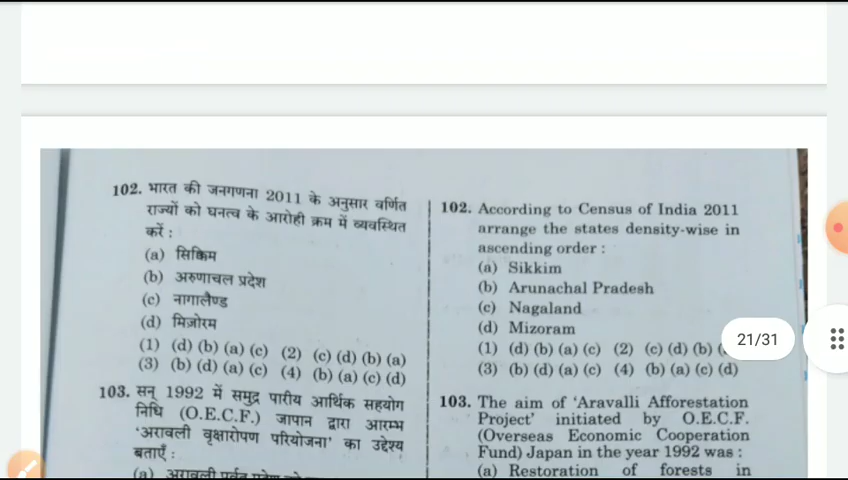 102. भारत की जनगणना 2011 के अनुसार वर्णित
राज्यों को घनत्व के आरोही क्रम में व्यवस्थित
करें :
(a) सिक्किम
(b) अरुणाचल प्रदेश
(c) नागालैण्ड
(d) मिज़ोरम
(1) (d) (b) (a) (c) (2) (c) (d) (b) (a)
(3) (b) (d) (a) (c) (4) (b) (a) (c) (d)
103. सन् 1992 में समुद्र पारीय आर्थिक सहयोग
निधि (O.E.C.F.) जापान द्वारा आरम्भ
‘अरावली वृक्षारोपण परियोजना’ का उद्देश्य
बताएँ :
(a) अरावली पर्वत
102. According to Census of India 2011
arrange the states density-wise in
ascending order :
(a) Sikkim
(b) Arunachal Pradesh
(c) Nagaland
(d) Mizoram
(1) (d) (b) (a) (c) (2) (c) (d) (b)
(3) (b) (d) (a) (c) (4) (b) (a) (c) (d)
103. The aim of ‘Aravalli Afforestation
Project’ initiated by O.E.C.F.
(Overseas Economic Cooperation
Fund) Japan in the year 1992 was :
(a) Restoration of forests in
21/31